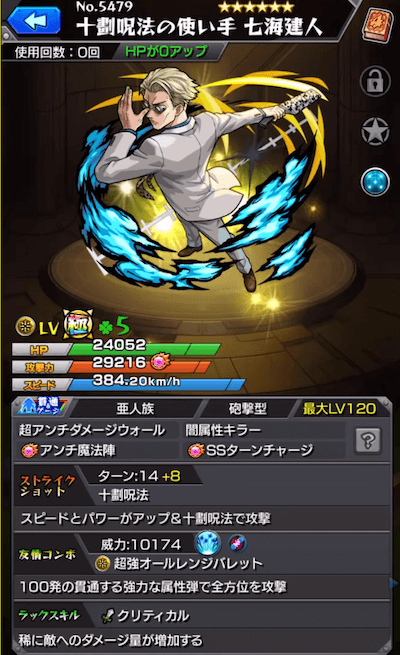 No.5479
十劃呪法の使い手 七海建人
使用回数：0回 HPが0アップ
LV 極 5
HP 24052
攻撃力 29216
スピード 384.20km/h
貫通 ゲージ 亜人族 砲撃型 最大LV120
超アンチダメージウォール 闇属性キラー
アンチ魔法陣 SSターンチャージ ?
ストライクショット ターン:14+8
十劃呪法
スピードとパワーがアップ&十劃呪法で攻撃
友情コンボ 威力:10174
超強オールレンジバレット
100発の貫通する強力な属性弾で全方位を攻撃
ラックスキル クリティカル
稀に敵へのダメージ量が増加する